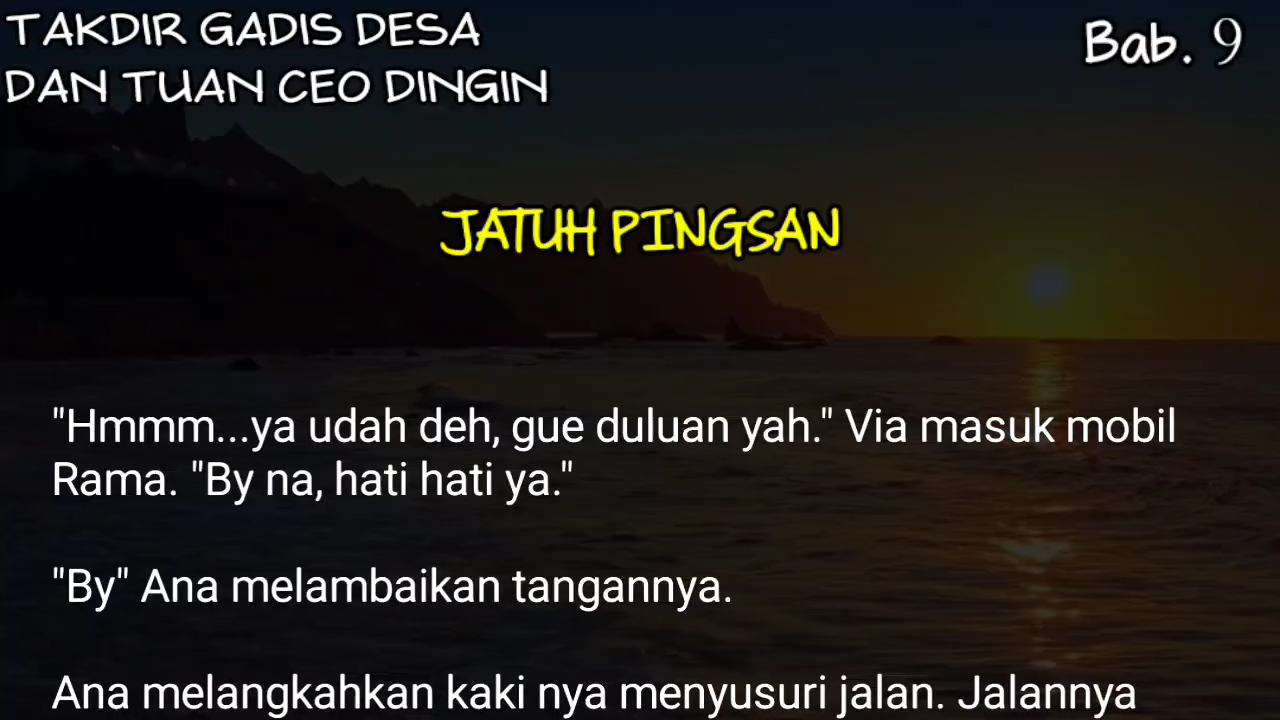 TAKDIR GADIS DESA
DAN TUAN CEO DINGIN
Bab. 9
JATUH PINGSAN
"Hmmm...ya udah deh, gue duluan yah." Via masuk mobil
Rama. "By na, hati hati ya."
"By" Ana melambaikan tangannya.
Ana melangkahkan kaki nya menyusuri jalan. Jalannya